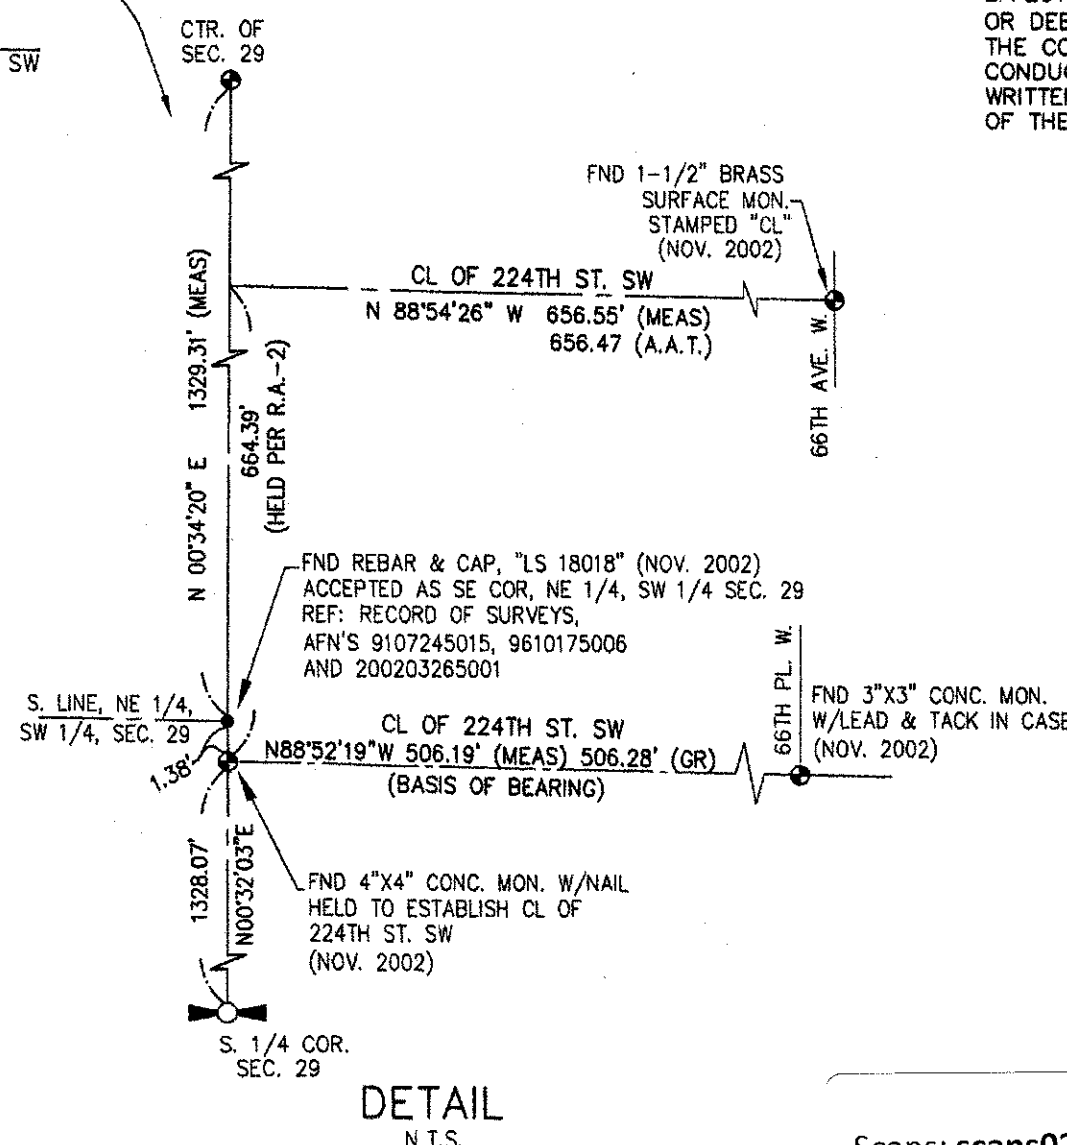 CTR. OF
SEC. 29
SW
OR DEE
THE CO
CONDUC
WRITTEN
OF THE
FND 1-1/2" BRASS
SURFACE MON.
STAMPED "CL"
(NOV. 2002)
CL OF 224TH ST. SW
N 88°54'26" W 656.55' (MEAS)
656.47 (A.A.T.)
66TH AVE. W.
N 00°34'20" E 1329.31' (MEAS)
664.39'
(HELD PER R.A.-2)
FND REBAR & CAP, "LS 18018" (NOV. 2002)
ACCEPTED AS SE COR, NE 1/4, SW 1/4 SEC. 29
REF: RECORD OF SURVEYS,
AFN'S 9107245015, 9610175006
AND 200203265001
S. LINE, NE 1/4,
SW 1/4, SEC. 29
1.38'
CL OF 224TH ST. SW
N88°52'19"W 506.19' (MEAS) 506.28' (GR)
(BASIS OF BEARING)
66TH PL. W.
FND 3"X3" CONC. MON.
W/LEAD & TACK IN CASE
(NOV. 2002)
1328.07'
N00°32'03"E
FND 4"X4" CONC. MON. W/NAIL
HELD TO ESTABLISH CL OF
224TH ST. SW
(NOV. 2002)
S. 1/4 COR.
SEC. 29
DETAIL
N.T.S.